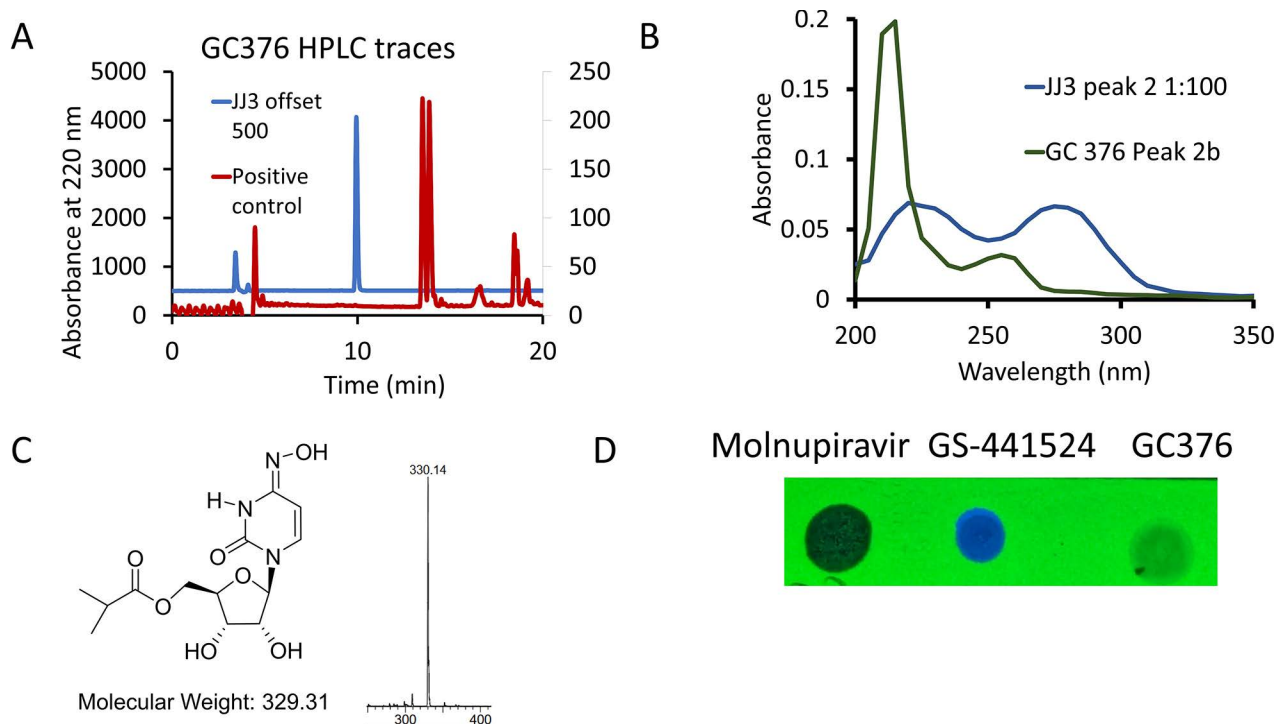 A
GC376 HPLC traces
Absorbance at 220 nm
5000
4000
3000
2000
1000
0
250
200
150
100
50
0
JJ3 offset
500
Positive
control
0
10
20
Time (min)
B
Absorbance
0.2
0.15
0.1
0.05
0
JJ3 peak 2 1:100
GC 376 Peak 2b
200
250
300
350
Wavelength (nm)
C
N
OH
H
N
O
N
O
O
O
HO
OH
Molecular Weight: 329.31
330.14
300
400
D
Molnupiravir GS-441524 GC376